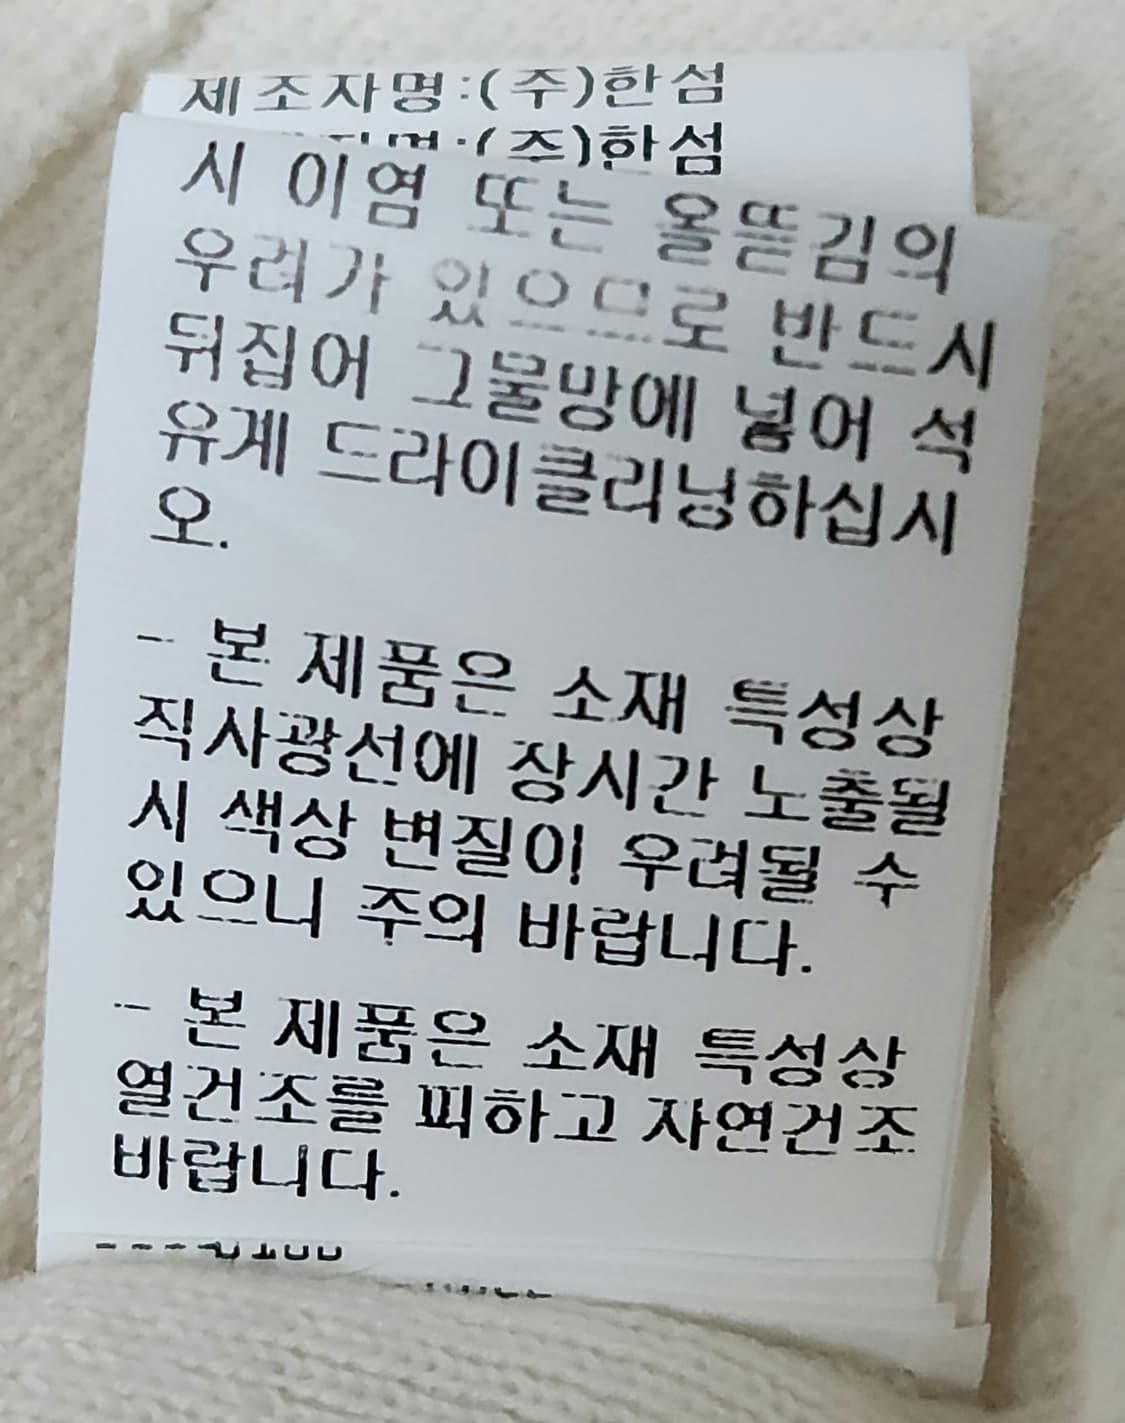 제조자명:(주)한섬
:(주)한섬
시 이염 또는 올뜯김의
우려가 있으므로 반드시
뒤집어 그물망에 넣어 석
유계 드라이클리닝하십시
오.
- 본 제품은 소재 특성상
직사광선에 장시간 노출될
시 색상 변질이 우려될 수
있으니 주의 바랍니다.
- 본 제품은 소재 특성상
열건조를 피하고 자연건조
바랍니다.